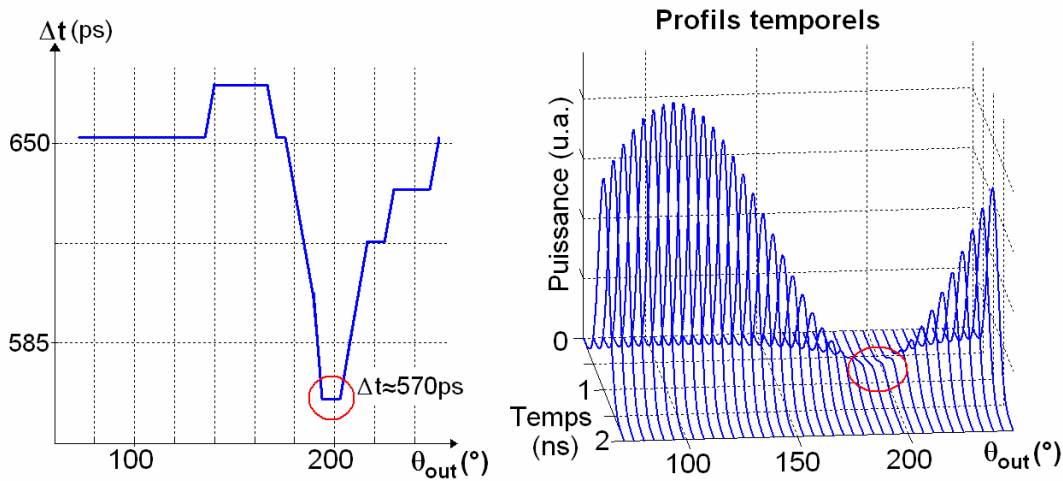 Δt (ps)
650
585
Δt≈570ps
100
200
θout (°)
Profils temporels
Puissance (u.a.)
0
1
2
Temps
(ns)
100
150
200
θout (°)